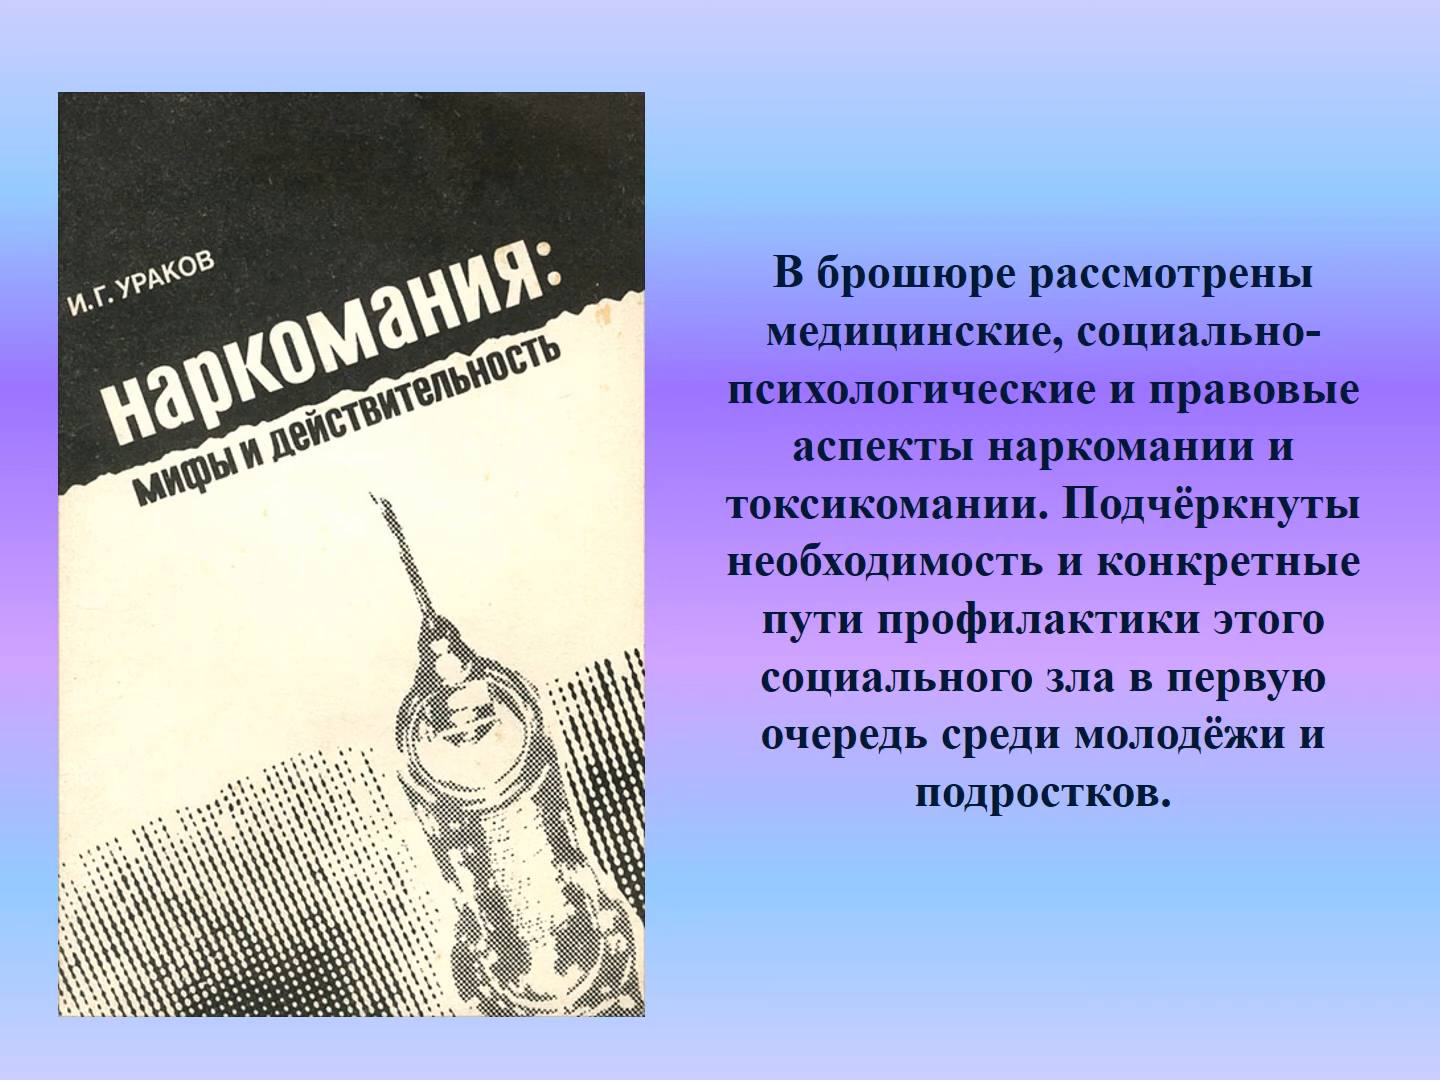 И.Г. УРАКОВ
наркомания:
мифы и действительность
В брошюре рассмотрены
медицинские, социально-
психологические и правовые
аспекты наркомании и
токсикомании. Подчёркнуты
необходимость и конкретные
пути профилактики этого
социального зла в первую
очередь среди молодёжи и
подростков.